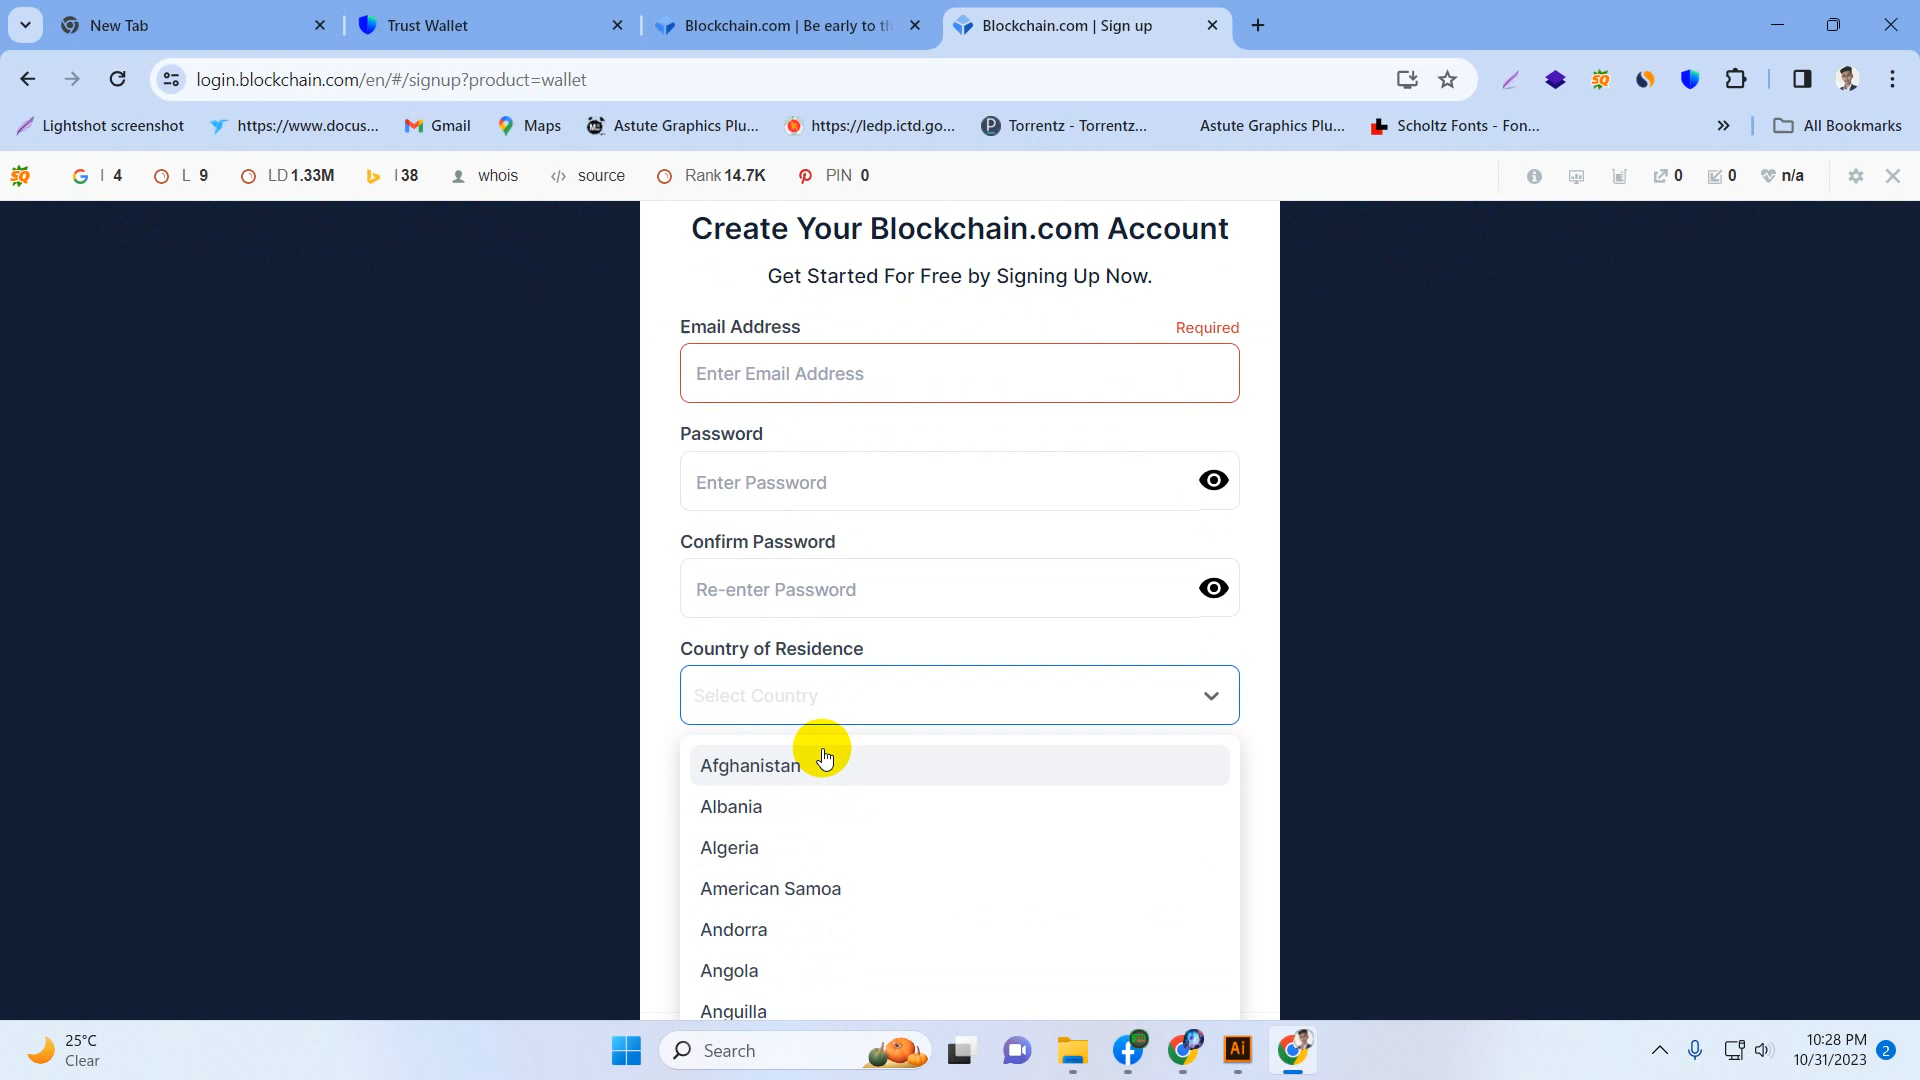 New Tab
Trust Wallet
Blockchain.com | Be early to th
Blockchain.com | Sign up
login.blockchain.com/en/#/signup?product=wallet
Lightshot screenshot
https://www.docus...
Gmail
Maps
Astute Graphics Plu...
https://ledp.ictd.go...
Torrentz - Torrentz...
Astute Graphics Plu...
Scholtz Fonts - Fon...
All Bookmarks
I 4
L 9
LD 1.33M
I 38
whois
source
Rank 14.7K
PIN 0
0
0
n/a
Create Your Blockchain.com Account
Get Started For Free by Signing Up Now.
Email Address
Required
Enter Email Address
Password
Enter Password
Confirm Password
Re-enter Password
Country of Residence
Select Country
Afghanistan
Albania
Algeria
American Samoa
Andorra
Angola
Anguilla
25°C
Clear
Search
Ai
10:28 PM
10/31/2023
2